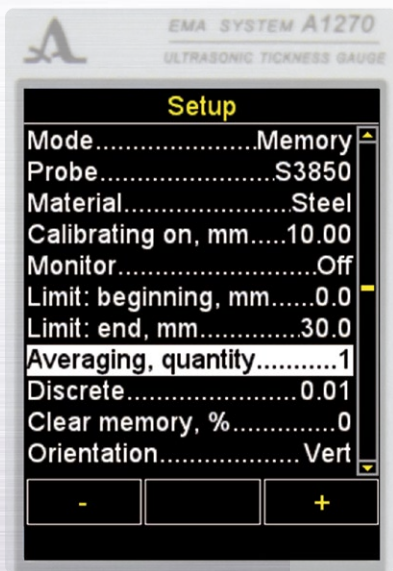 EMA SYSTEM A1270
ULTRASONIC TICKNESS GAUGE
Setup
Mode.......................Memory
Probe........................S3850
Material........................Steel
Calibrating on, mm.....10.00
Monitor............................Off
Limit: beginning, mm......0.0
Limit: end, mm.............30.0
Averaging, quantity...........1
Discrete........................0.01
Clear memory, %..............0
Orientation................... Vert
- +